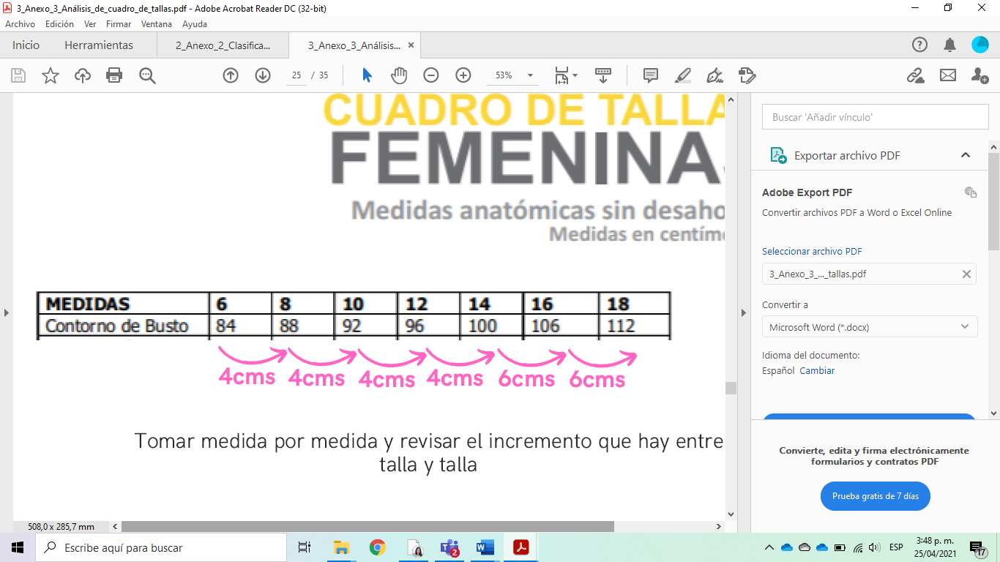 3_Anexo_3_Análisis_de_cuadro_de_tallas.pdf - Adobe Acrobat Reader DC (32-bit)
Archivo Edición Ver Firmar Ventana Ayuda
Inicio Herramientas 2_Anexo_2_Clasifica... 3_Anexo_3_Análisis...
25 / 35 53%
CUADRO DE TALLA
FEMENINA
Medidas anatómicas sin desaho
Medidas en centím
MEDIDAS 6 8 10 12 14 16 18
Contorno de Busto 84 88 92 96 100 106 112
4cms 4cms 4cms 4cms 6cms 6cms
Tomar medida por medida y revisar el incremento que hay entre
talla y talla
508,0 x 285,7 mm
Buscar 'Añadir vínculo'
Exportar archivo PDF
Adobe Export PDF
Convertir archivos PDF a Word o Excel Online
Seleccionar archivo PDF
3_Anexo_3_..._tallas.pdf
Convertir a
Microsoft Word (*.docx)
Idioma del documento:
Español Cambiar
Convierte, edita y firma electrónicamente
formularios y contratos PDF
Prueba gratis de 7 días
Escribe aquí para buscar
2
ESP
3:48 p. m.
25/04/2021
17